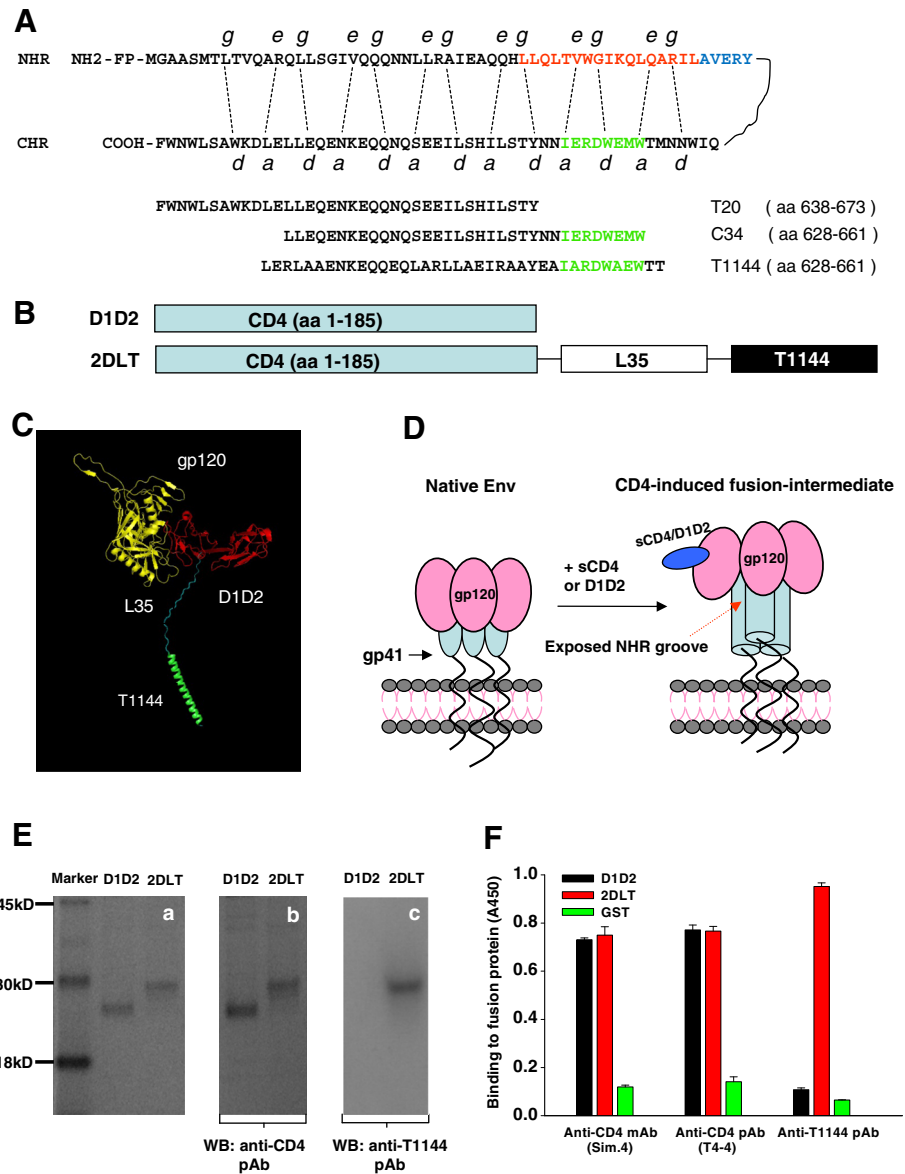 A
g e g e g e g e g e g
NHR NH2-FP-MGAASMTLTVQARQLLSGIVQQQNNLLRAIEAQQHLLQLTVWGIKQLQARILAVERY
CHR COOH-FWNWLSAWKDLELLEQENKEQQNQSEEILSHILSTYNNIERDWEMWTMNNWIQ
d a d a d a d a d a d a d
FWNWLSAWKDLELLEQENKEQQNQSEEILSHILSTY T20 ( aa 638-673 )
LLEQENKEQQNQSEEILSHILSTYNNIERDWEMW C34 ( aa 628-661 )
LERLAAENKEQQEQLARLLAEIRAAYEAIARDWAEWTT T1144 ( aa 628-661 )
B
D1D2 CD4 (aa 1-185)
2DLT CD4 (aa 1-185) L35 T1144
C
gp120
L35 D1D2
T1144
D
Native Env
CD4-induced fusion-intermediate
gp120
+ sCD4
or D1D2
gp41
sCD4/D1D2
gp120
Exposed NHR groove
E
Marker D1D2 2DLT
D1D2 2DLT
D1D2 2DLT
a b c
45kD
30kD
18kD
WB: anti-CD4
pAb
WB: anti-T1144
pAb
F
D1D2
2DLT
GST
Binding to fusion protein (A450)
1.0
0.8
0.6
0.4
0.2
0.0
Anti-CD4 mAb
(Sim.4)
Anti-CD4 pAb
(T4-4)
Anti-T1144 pAb